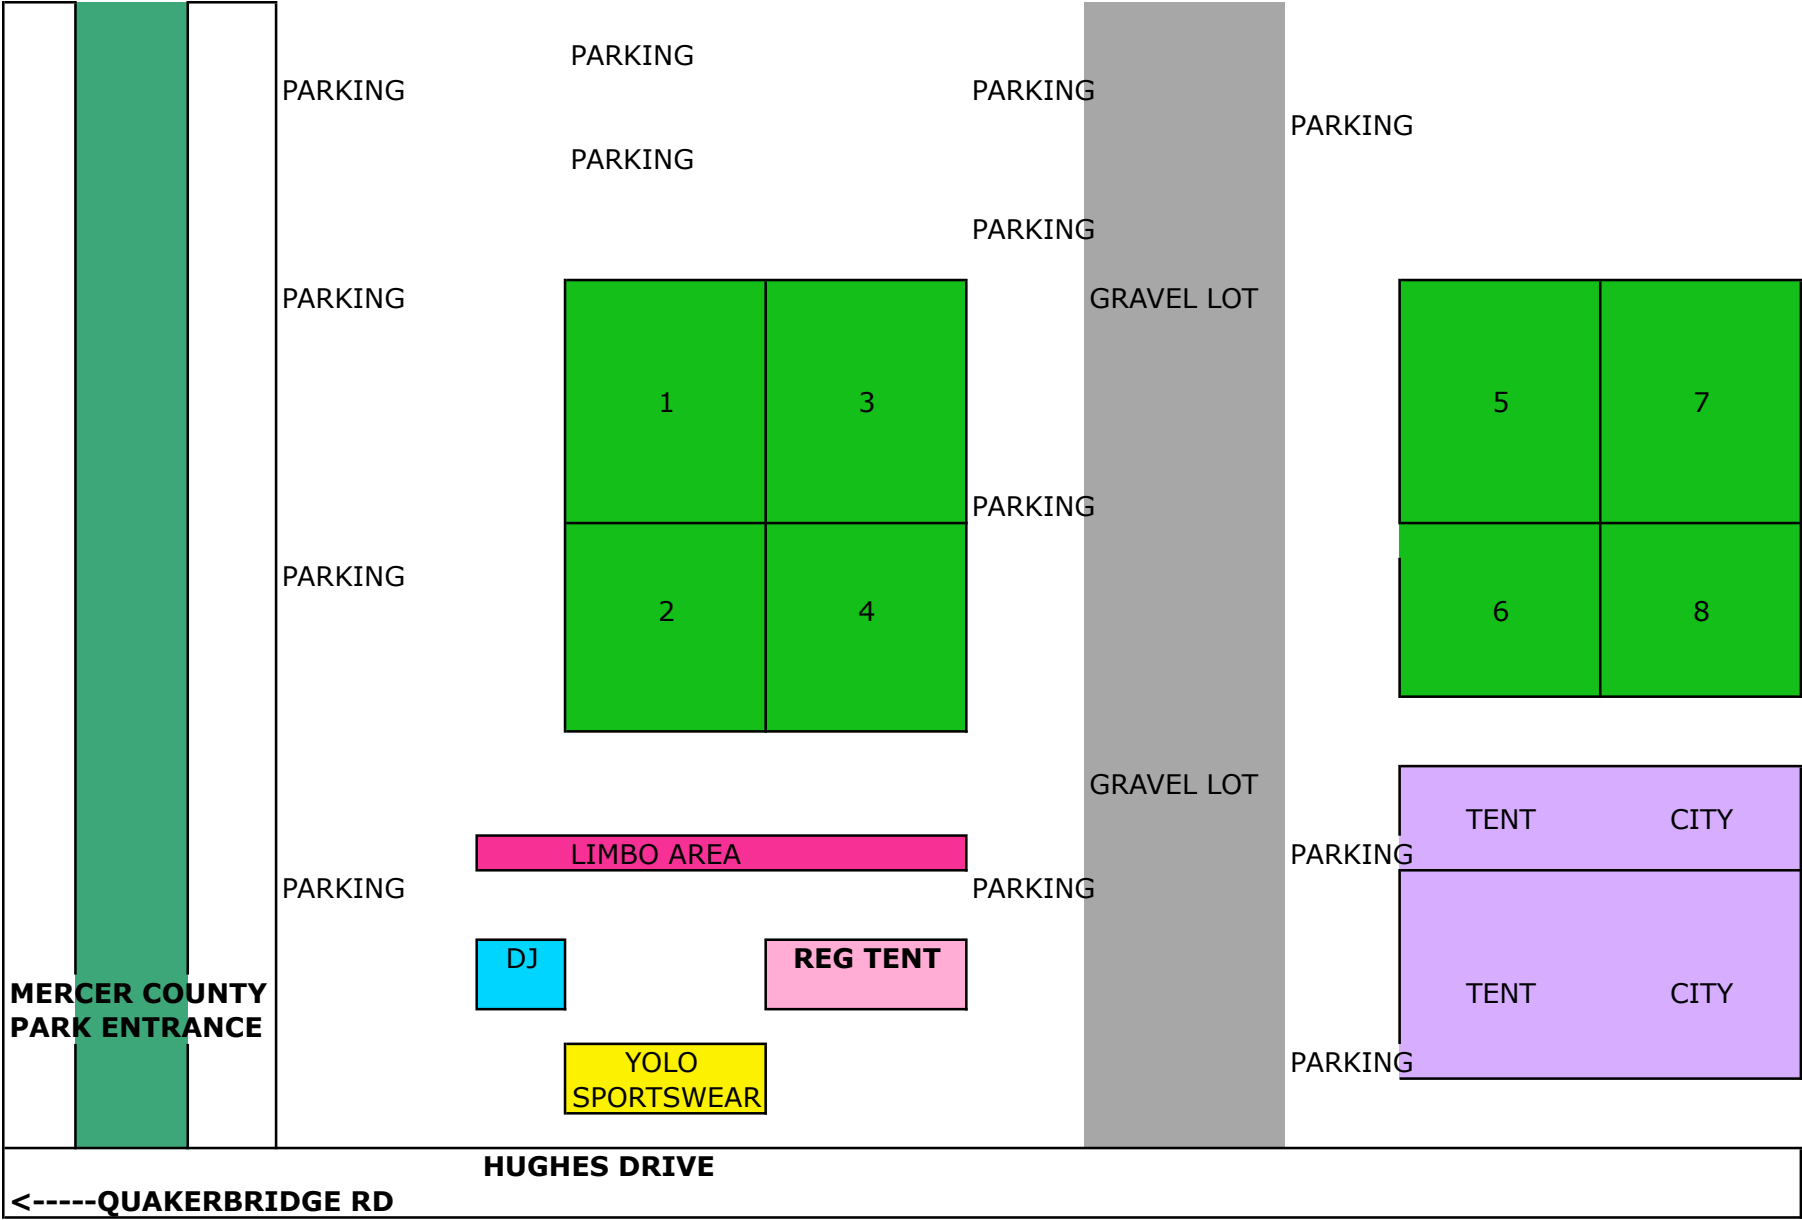 PARKING
PARKING PARKING
PARKING
PARKING
PARKING
PARKING GRAVEL LOT
1 3 5 7
PARKING
PARKING
2 4 6 8
GRAVEL LOT
TENT CITY
LIMBO AREA PARKING
PARKING PARKING
DJ REG TENT
MERCER COUNTY
PARK ENTRANCE
TENT CITY
YOLO
SPORTSWEAR
PARKING
HUGHES DRIVE
<-----QUAKERBRIDGE RD